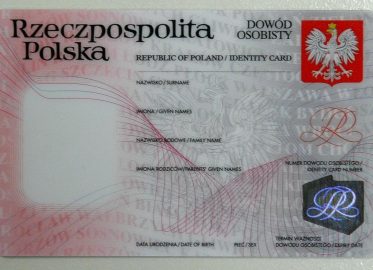 Rzeczpospolita
Polska
DOWÓD
OSOBISTY
REPUBLIC OF POLAND / IDENTITY CARD
NAZWISKO / SURNAME
IMIONA / GIVEN NAMES
NAZWISKO RODOWE / FAMILY NAME
IMIONA RODZICÓW / PARENTS' GIVEN NAMES
NUMER DOWODU OSOBISTEGO /
IDENTITY CARD NUMBER
DATA URODZENIA / DATE OF BIRTH
PŁEĆ / SEX
TERMIN WAŻNOŚCI
DOWODU OSOBISTEGO / EXPIRY DATE